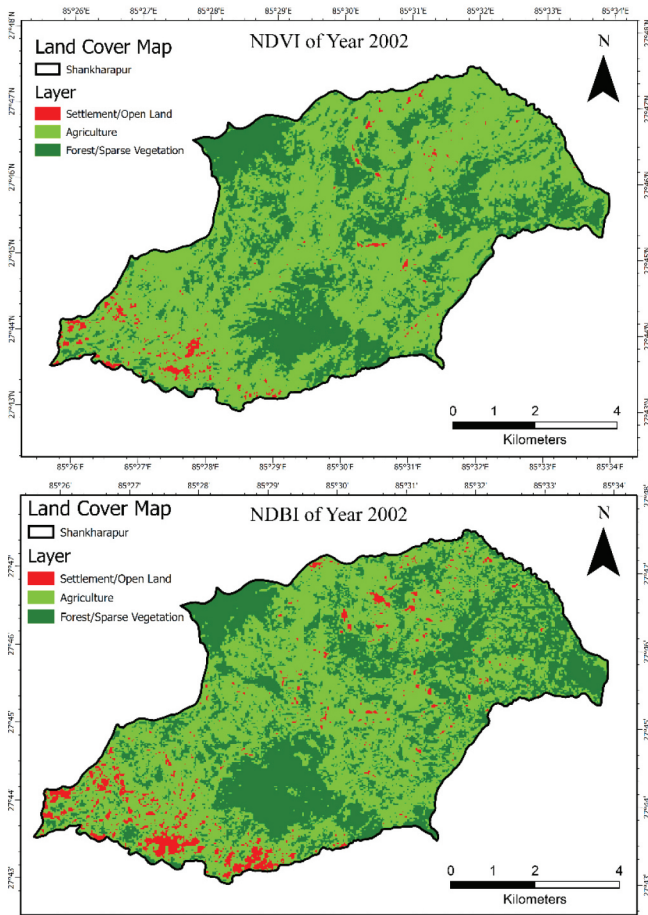 85°26'E 85°27'E 85°28'E 85°29'E 85°30'E 85°31'E 85°32'E 85°33'E 85°34'E
Land Cover Map
NDVI of Year 2002
N
Shankharapur
Layer
Settlement/Open Land
Agriculture
Forest/Sparse Vegetation
27°48'N
27°47'N
27°46'N
27°45'N
27°44'N
27°43'N
0 1 2 4
Kilometers
85°26'E 85°27'E 85°28'E 85°29'E 85°30'E 85°31'E 85°32'E 85°33'E 85°34'E
85°26 85°27 85°28 85°29 85°30 85°31 85°32 85°33 85°34
Land Cover Map
NDBI of Year 2002
N
Shankharapur
Layer
Settlement/Open Land
Agriculture
Forest/Sparse Vegetation
27°47'
27°46'
27°45'
27°44'
27°43'
0 1 2 4
Kilometers